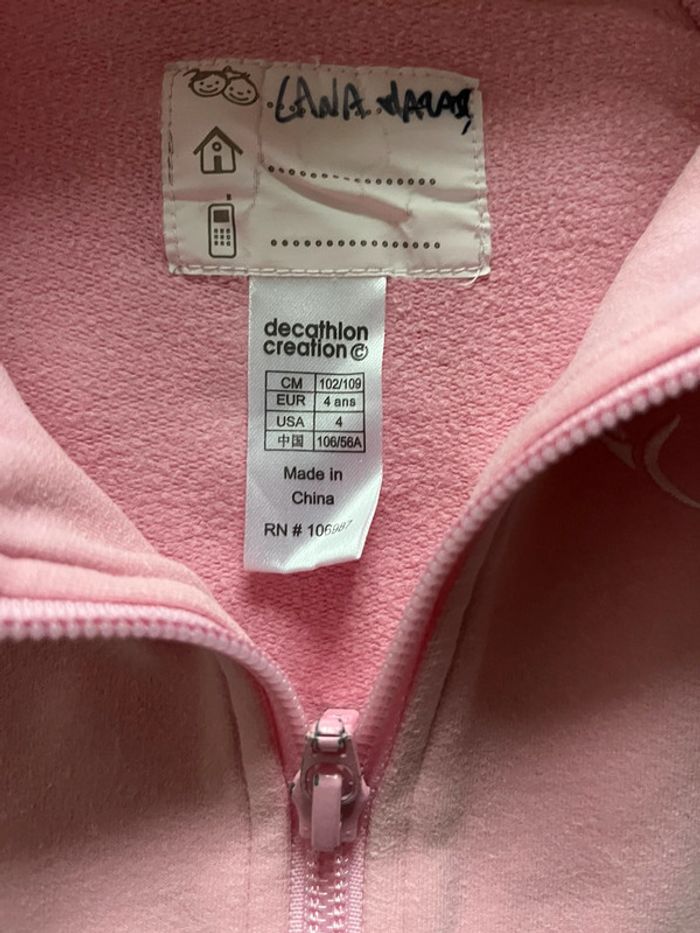 LANA
decathlon
creation
CM 102/109
EUR 4 ans
USA 4
中国 106/56A
Made in
China
RN # 106987